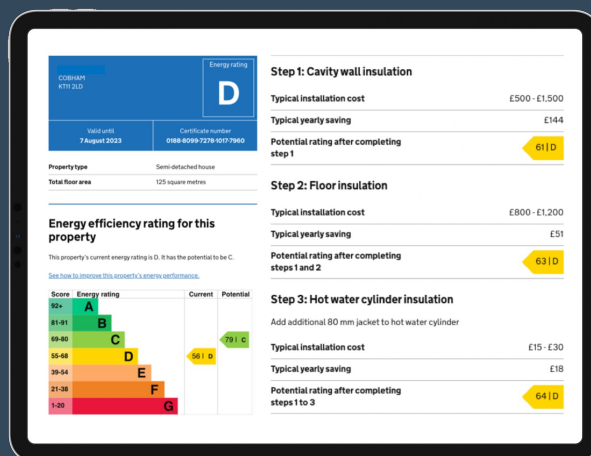 COBHAM
KT11 2LD
Energy rating
D
Valid until
7 August 2023
Certificate number
0188-8099-7278-1017-7960
Property type Semi-detached house
Total floor area 125 square metres
Energy efficiency rating for this
property
This property's current energy rating is D. It has the potential to be C.
See how to improve this property's energy performance.
Score Energy rating Current Potential
92+ A
81-91 B
69-80 C 79 | C
55-68 D 56 | D
39-54 E
21-38 F
1-20 G
Step 1: Cavity wall insulation
Typical installation cost £500 - £1,500
Typical yearly saving £144
Potential rating after completing
step 1 61 | D
Step 2: Floor insulation
Typical installation cost £800 - £1,200
Typical yearly saving £51
Potential rating after completing
steps 1 and 2 63 | D
Step 3: Hot water cylinder insulation
Add additional 80 mm jacket to hot water cylinder
Typical installation cost £15 - £30
Typical yearly saving £18
Potential rating after completing
steps 1 to 3 64 | D